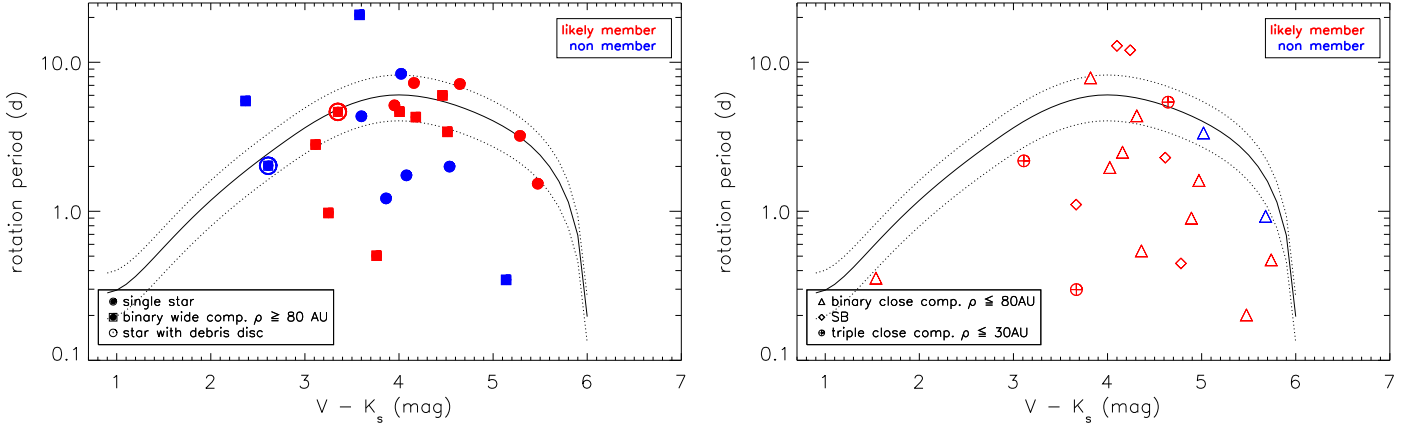 likely member
non member
10.0
1.0
0.1
rotation period (d)
single star
binary wide comp. ρ ≧ 80 AU
star with debris disc
1 2 3 4 5 6 7
V - Ks (mag)
likely member
non member
10.0
1.0
0.1
rotation period (d)
binary close comp. ρ ≦ 80AU
SB
triple close comp. ρ ≦ 30AU
1 2 3 4 5 6 7
V - Ks (mag)